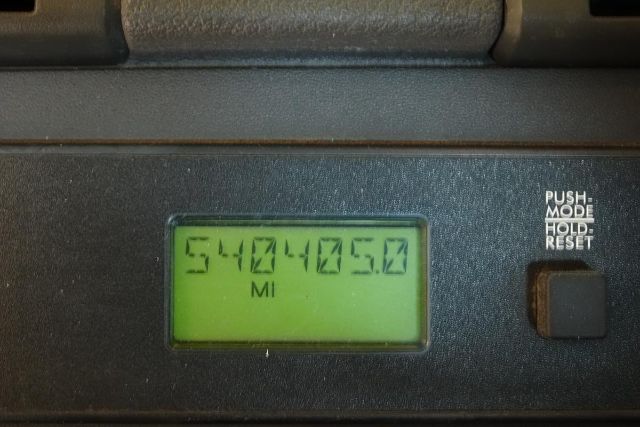 PUSH-
MODE
HOLD-
RESET
540405.0
MI